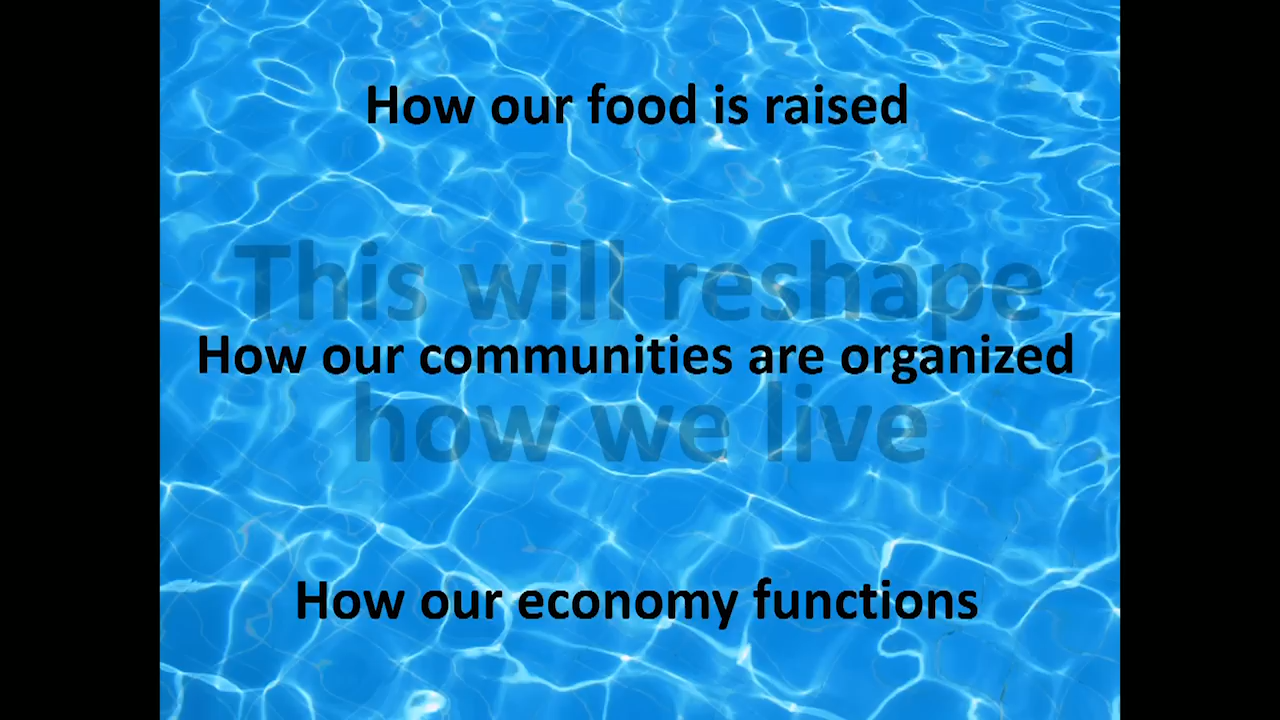 How our food is raised
This will reshape
How our communities are organized
how we live
How our economy functions